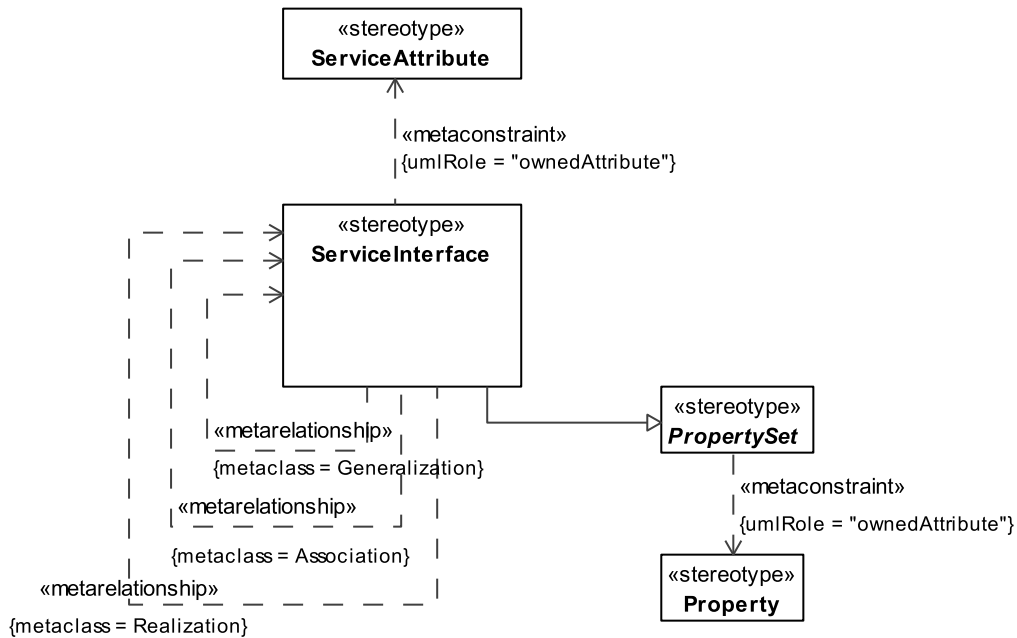 «stereotype»
ServiceAttribute
«metaconstraint»
{umlRole = "ownedAttribute"}
«stereotype»
ServiceInterface
«stereotype»
PropertySet
«metarelationship»
{metaclass = Generalization}
«metaconstraint»
{umlRole = "ownedAttribute"}
«metarelationship»
{metaclass = Association}
«stereotype»
Property
«metarelationship»
{metaclass = Realization}